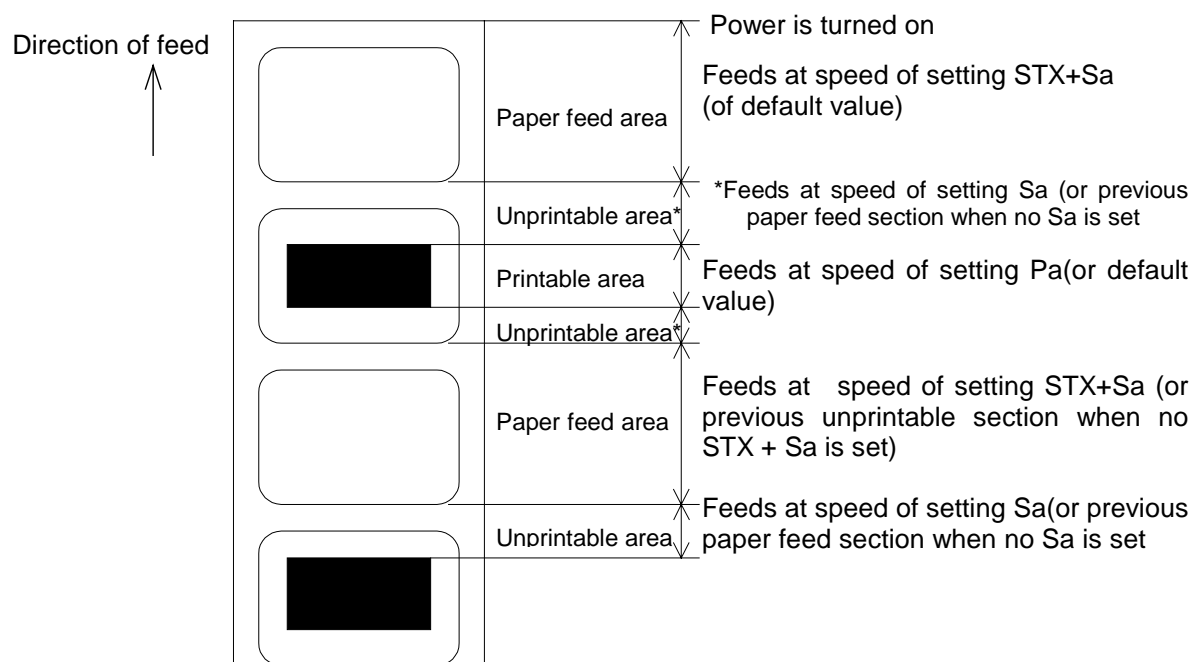 Direction of feed
Power is turned on
Paper feed area
Feeds at speed of setting STX+Sa
(of default value)
Unprintable area*
*Feeds at speed of setting Sa (or previous
paper feed section when no Sa is set
Printable area
Feeds at speed of setting Pa(or default
value)
Unprintable area*
Paper feed area
Feeds at speed of setting STX+Sa (or
previous unprintable section when no
STX + Sa is set)
Unprintable area
Feeds at speed of setting Sa(or previous
paper feed section when no Sa is set